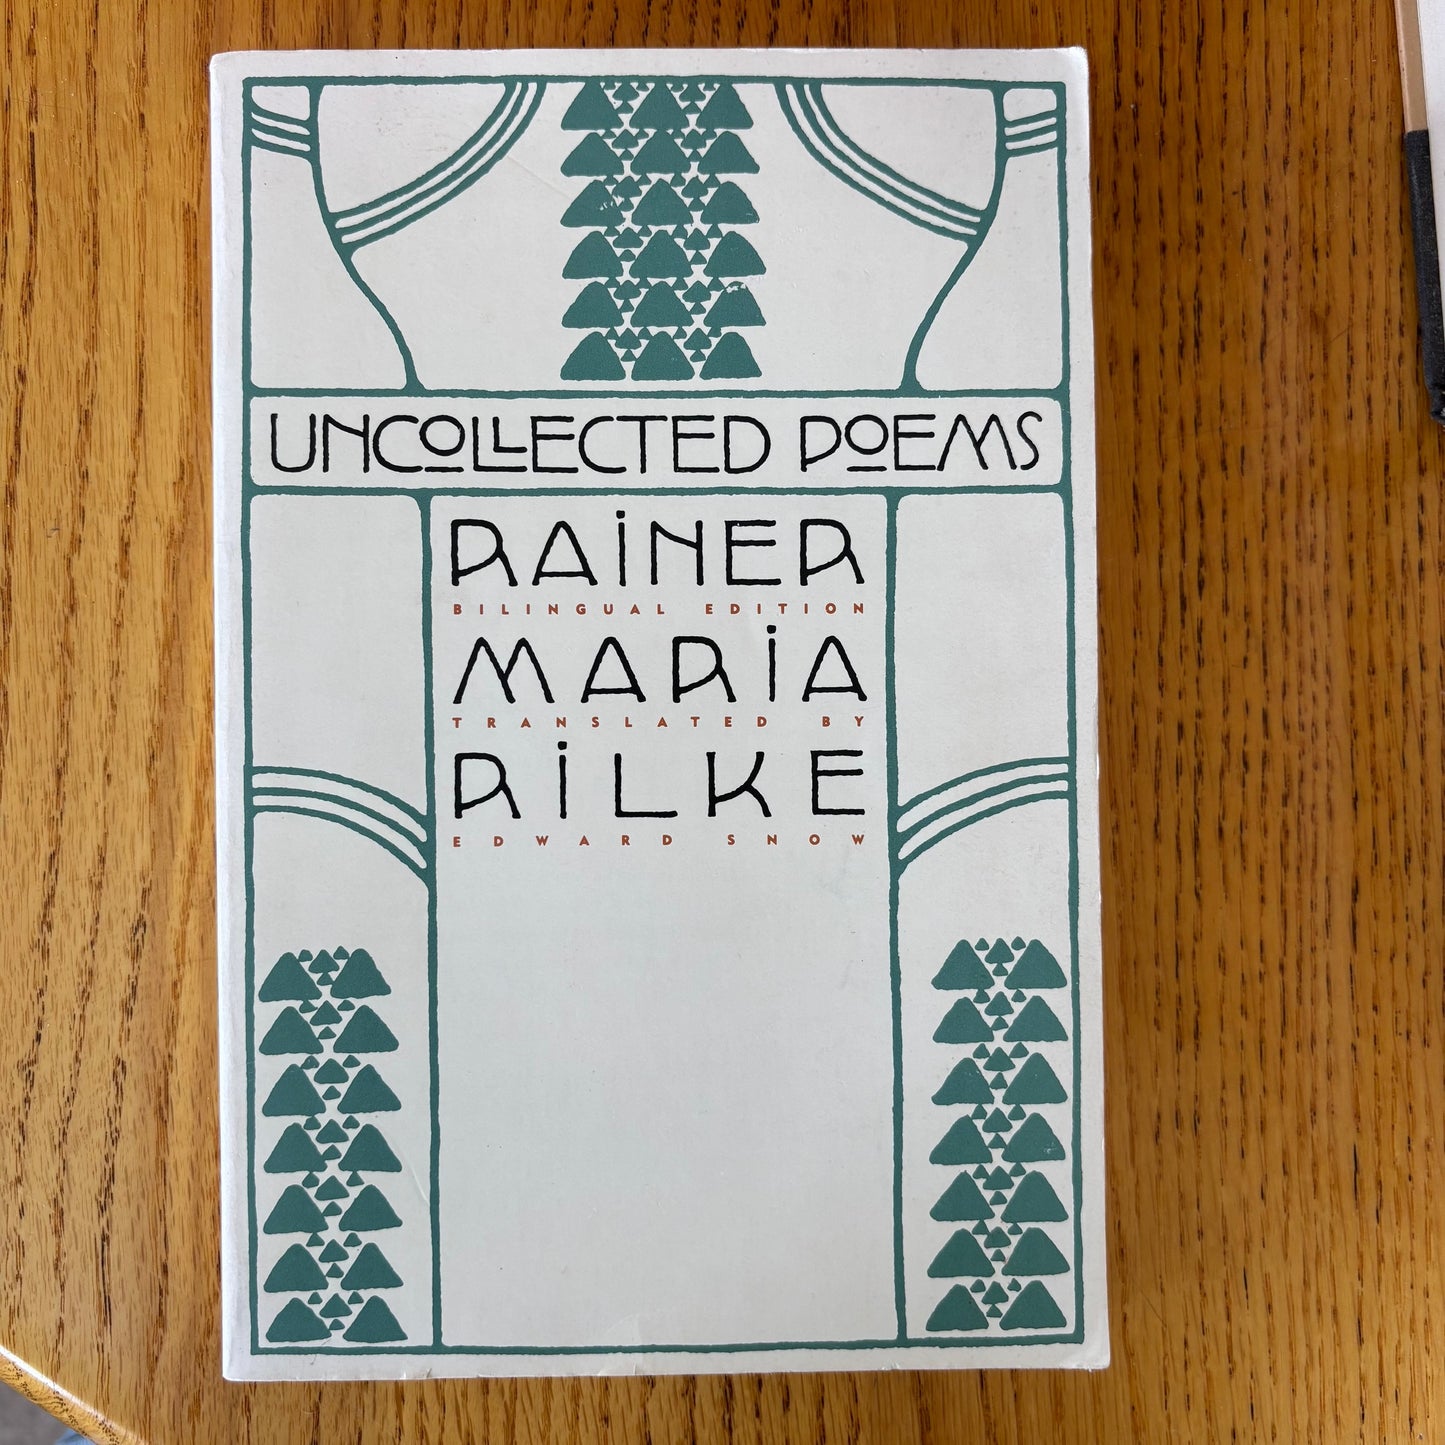 UNCOLLECTED POEMS
RAiNER
BILINGUAL EDITION
MARiA
TRANSLATED BY
RiLKE
EDWARD SNOW